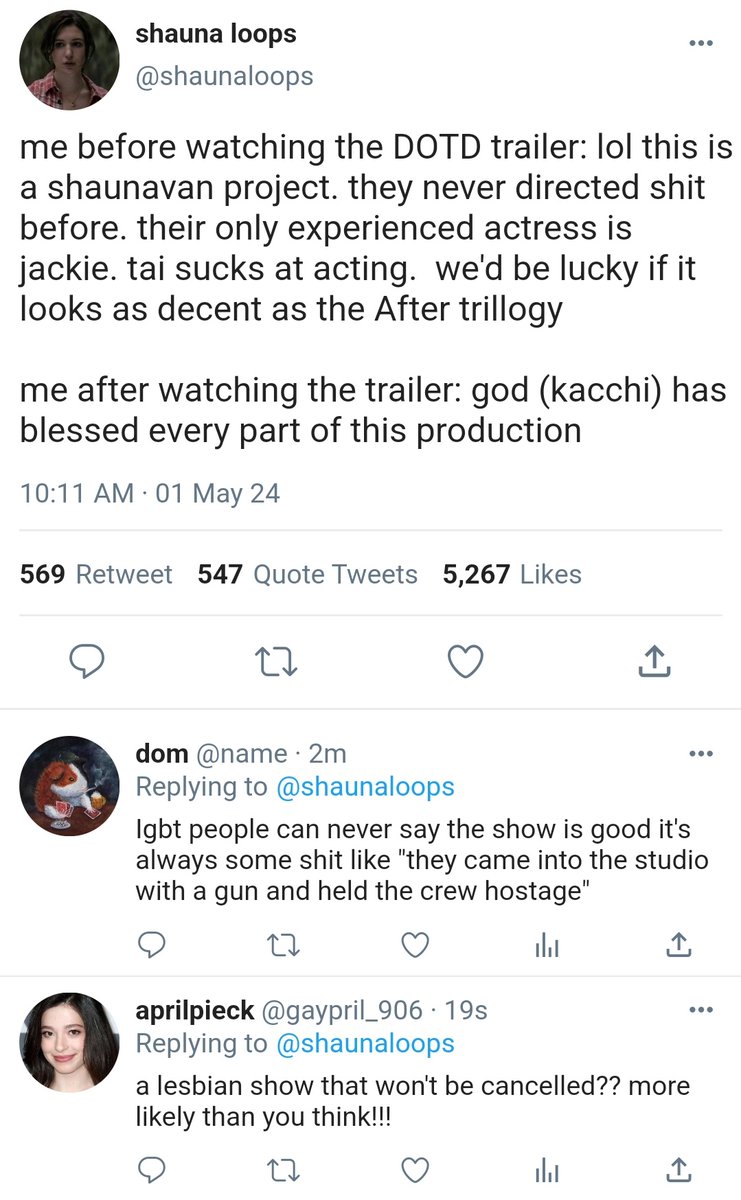 shauna loops
@shaunaloops
me before watching the DOTD trailer: lol this is
a shaunavan project. they never directed shit
before. their only experienced actress is
jackie. tai sucks at acting.  we'd be lucky if it
looks as decent as the After trillogy
me after watching the trailer: god (kacchi) has
blessed every part of this production
10:11 AM · 01 May 24
569 Retweet 547 Quote Tweets 5,267 Likes
dom @name · 2m
Replying to @shaunaloops
lgbt people can never say the show is good it's
always some shit like "they came into the studio
with a gun and held the crew hostage"
aprilpieck @gaypril_906 · 19s
Replying to @shaunaloops
a lesbian show that won't be cancelled?? more
likely than you think!!!